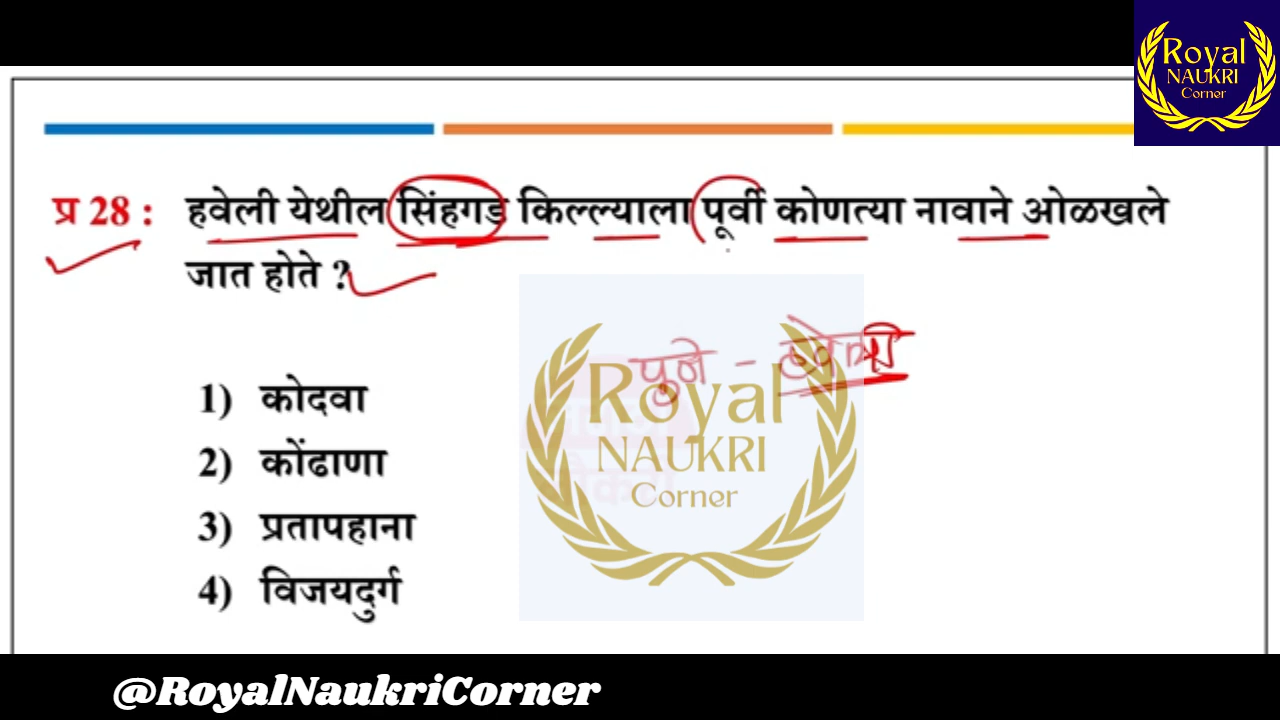 Royal
NAUKRI
Corner
प्र 28 : हवेली येथील सिंहगड किल्ल्याला पूर्वी कोणत्या नावाने ओळखले
जात होते ?
पुणे - हवेली
1) कोदवा
2) कोंढाणा
3) प्रतापहाना
4) विजयदुर्ग
Royal
NAUKRI
Corner
@RoyalNaukriCorner